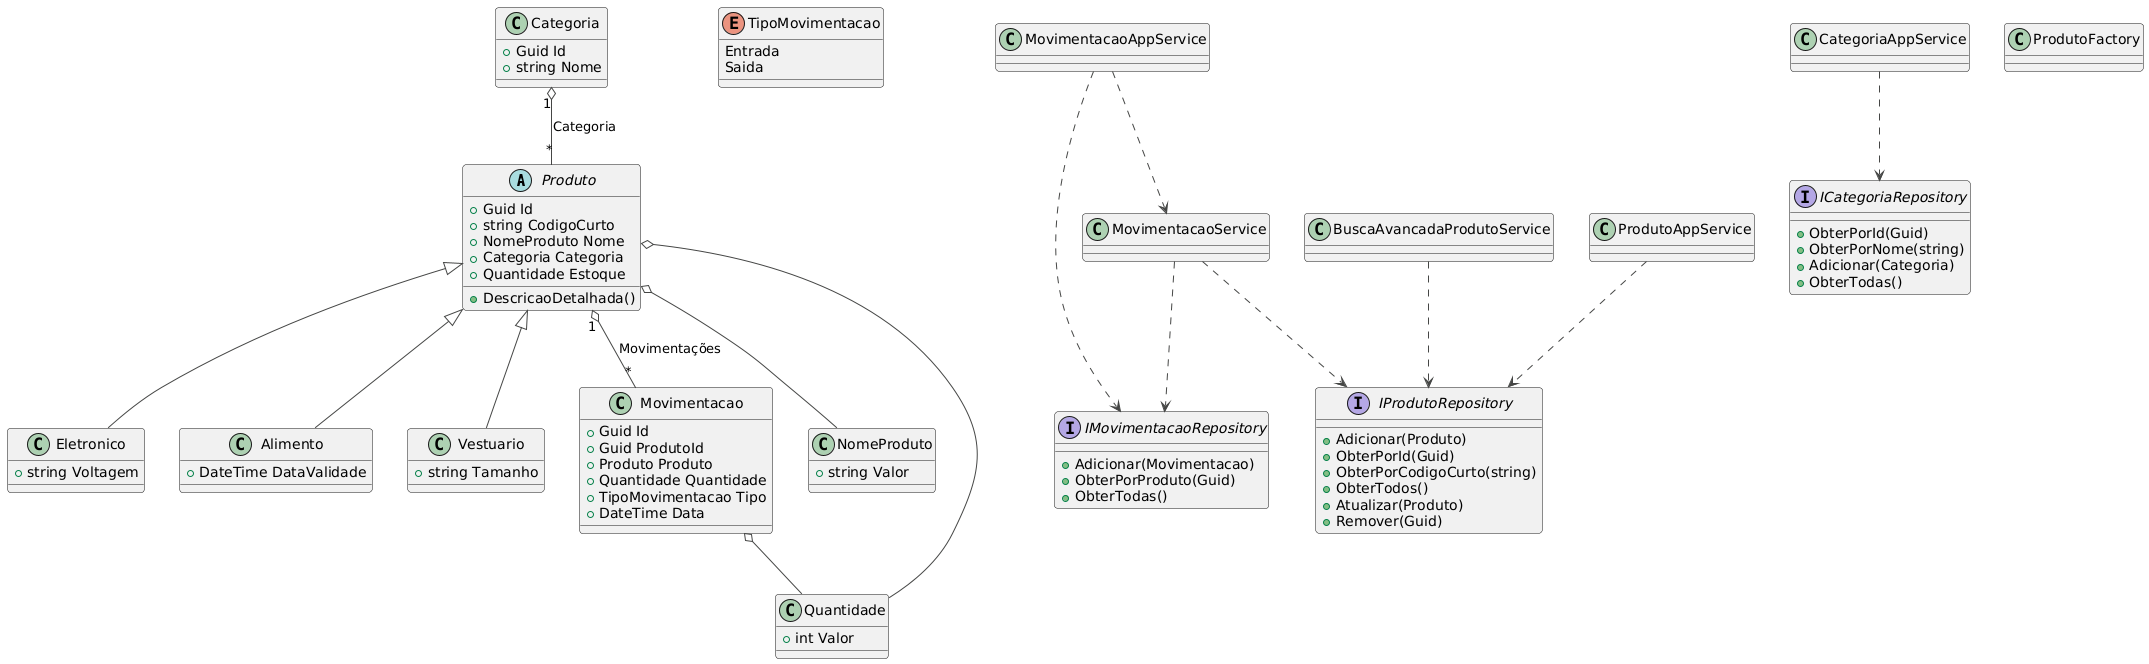 C Categoria
Guid Id
string Nome
E TipoMovimentacao
Entrada
Saida
C MovimentacaoAppService
C CategoriaAppService
C ProdutoFactory
1
Categoria
*
A Produto
Guid Id
string CodigoCurto
NomeProduto Nome
Categoria Categoria
Quantidade Estoque
DescricaoDetalhada()
C MovimentacaoService
C BuscaAvancadaProdutoService
C ProdutoAppService
I ICategoriaRepository
ObterPorId(Guid)
ObterPorNome(string)
Adicionar(Categoria)
ObterTodas()
1
Movimentações
*
C Eletronico
string Voltagem
C Alimento
DateTime DataValidade
C Vestuario
string Tamanho
C Movimentacao
Guid Id
Guid ProdutoId
Produto Produto
Quantidade Quantidade
TipoMovimentacao Tipo
DateTime Data
C NomeProduto
string Valor
I IMovimentacaoRepository
Adicionar(Movimentacao)
ObterPorProduto(Guid)
ObterTodas()
I IProdutoRepository
Adicionar(Produto)
ObterPorId(Guid)
ObterPorCodigoCurto(string)
ObterTodos()
Atualizar(Produto)
Remover(Guid)
C Quantidade
int Valor